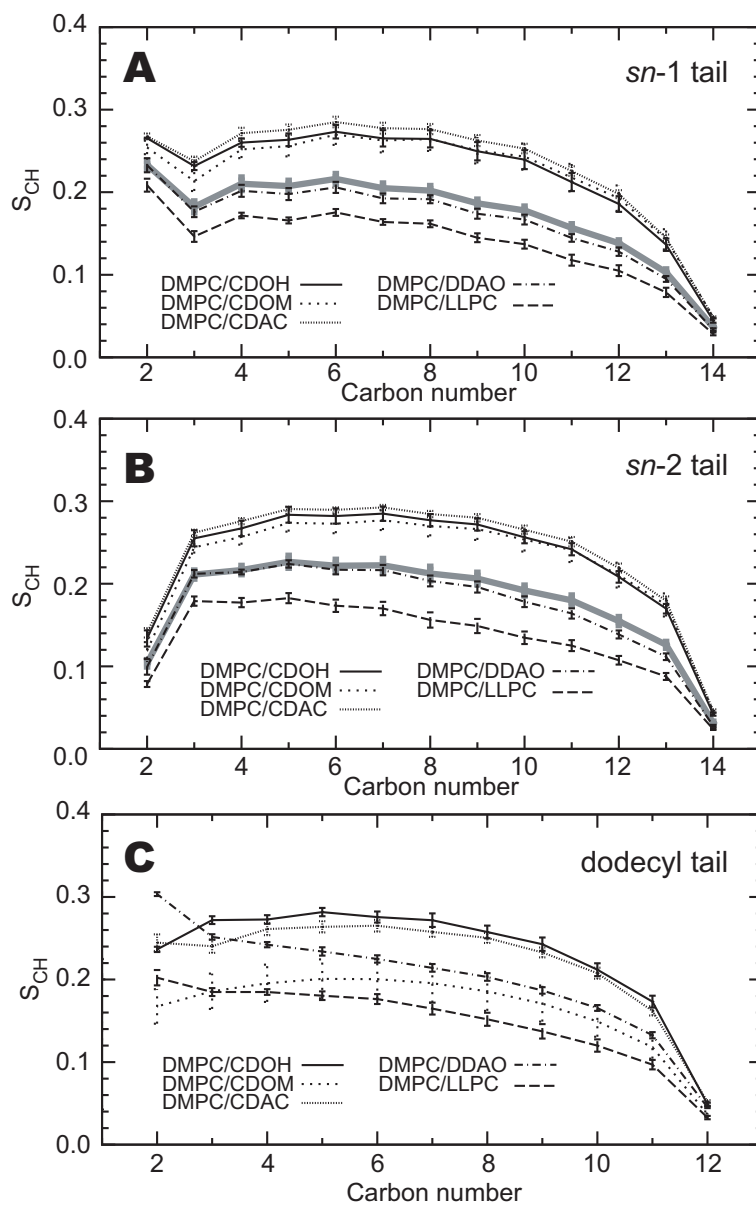 0.4
A
sn-1 tail
0.3
0.2
S_CH
0.1
DMPC/CDOH
DMPC/DDAO
DMPC/CDOM
DMPC/LLPC
DMPC/CDAC
0.0
2 4 6 8 10 12 14
Carbon number
0.4
B
sn-2 tail
0.3
0.2
S_CH
0.1
DMPC/CDOH
DMPC/DDAO
DMPC/CDOM
DMPC/LLPC
DMPC/CDAC
0.0
2 4 6 8 10 12 14
Carbon number
0.4
C
dodecyl tail
0.3
0.2
S_CH
0.1
DMPC/CDOH
DMPC/DDAO
DMPC/CDOM
DMPC/LLPC
DMPC/CDAC
0.0
2 4 6 8 10 12
Carbon number